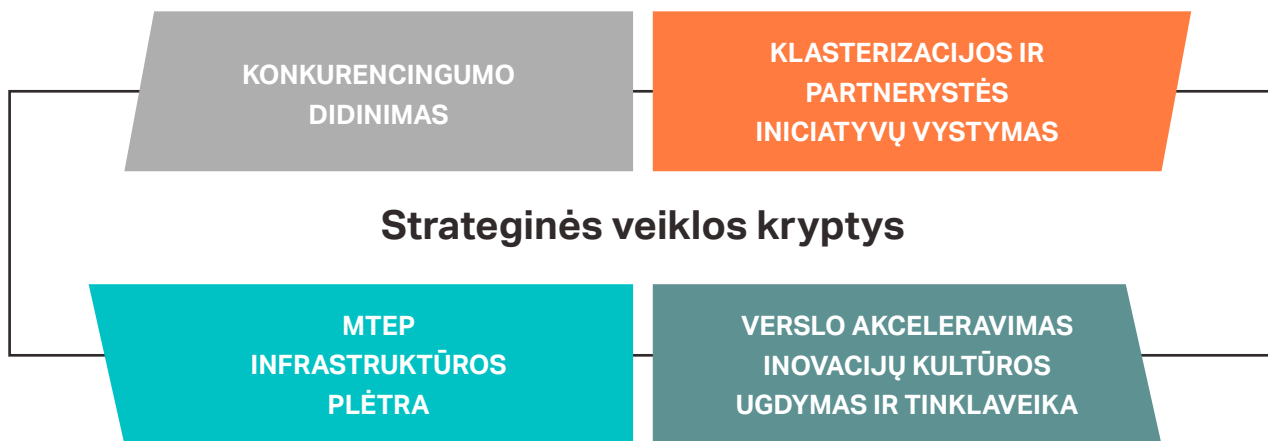 KONKURENCINGUMO
DIDINIMAS
KLASTERIZACIJOS IR
PARTNERYSTĖS
INICIATYVŲ VYSTYMAS
Strateginės veiklos kryptys
MTEP
INFRASTRUKTŪROS
PLĖTRA
VERSLO AKCELERAVIMAS
INOVACIJŲ KULTŪROS
UGDYMAS IR TINKLAVEIKA